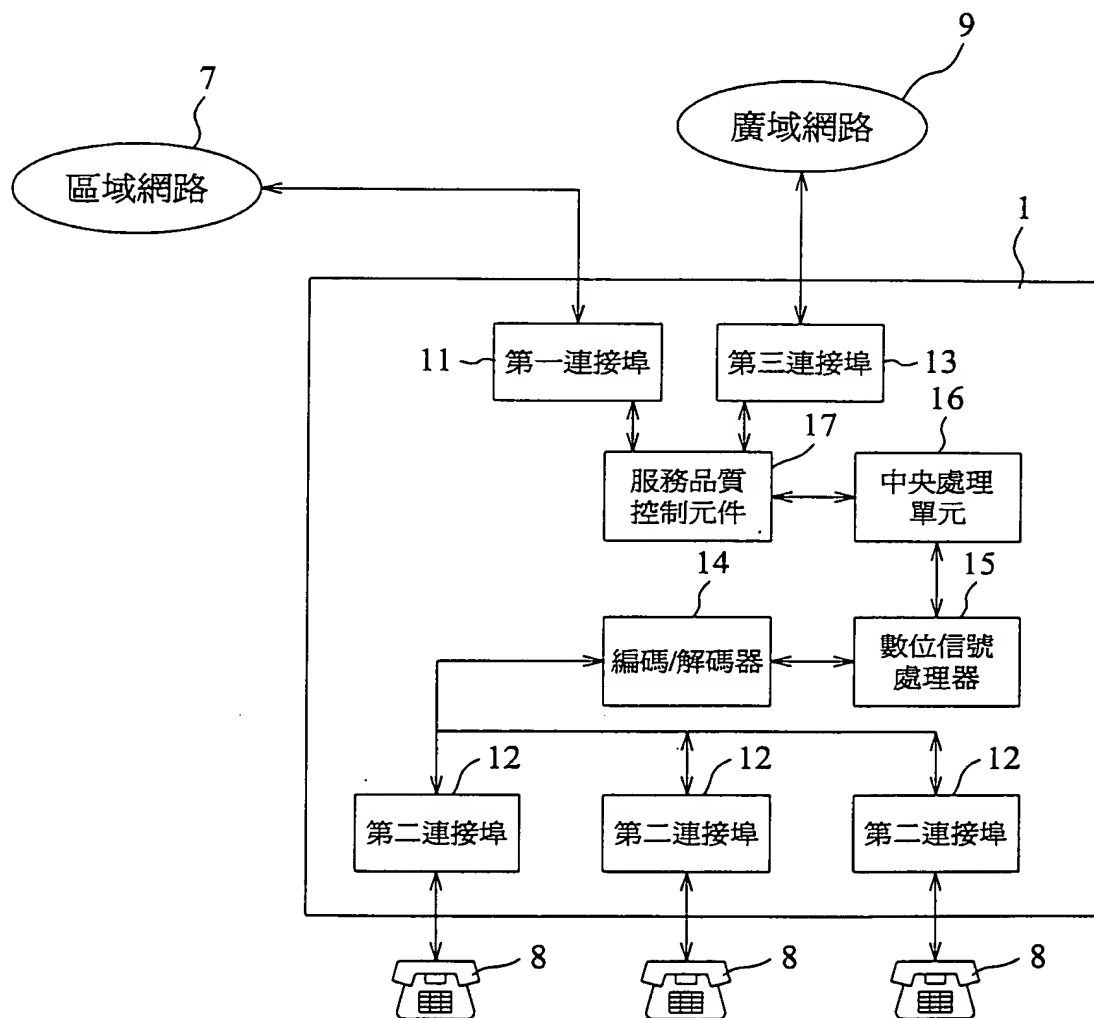 9
7
廣域網路
區域網路
1
11
第一連接埠
第三連接埠
13
16
17
服務品質
控制元件
中央處理
單元
14
15
編碼/解碼器
數位信號
處理器
12
12
12
第二連接埠
第二連接埠
第二連接埠
8
8
8